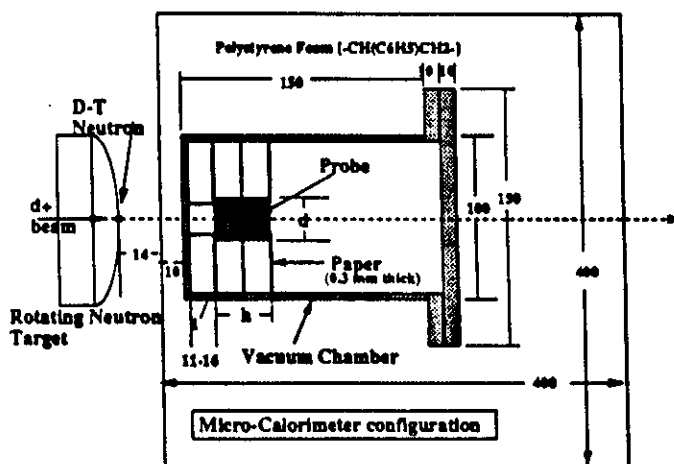 Polystyrene Foam (-CH(C6H5)CH2-)
10
10
150
D-T
Neutron
Probe
d+
beam
d
100
190
14
10
Paper
(0.3 mm thick)
400
Rotating Neutron
Target
h
11-16
Vacuum Chamber
400
Micro-Calorimeter configuration